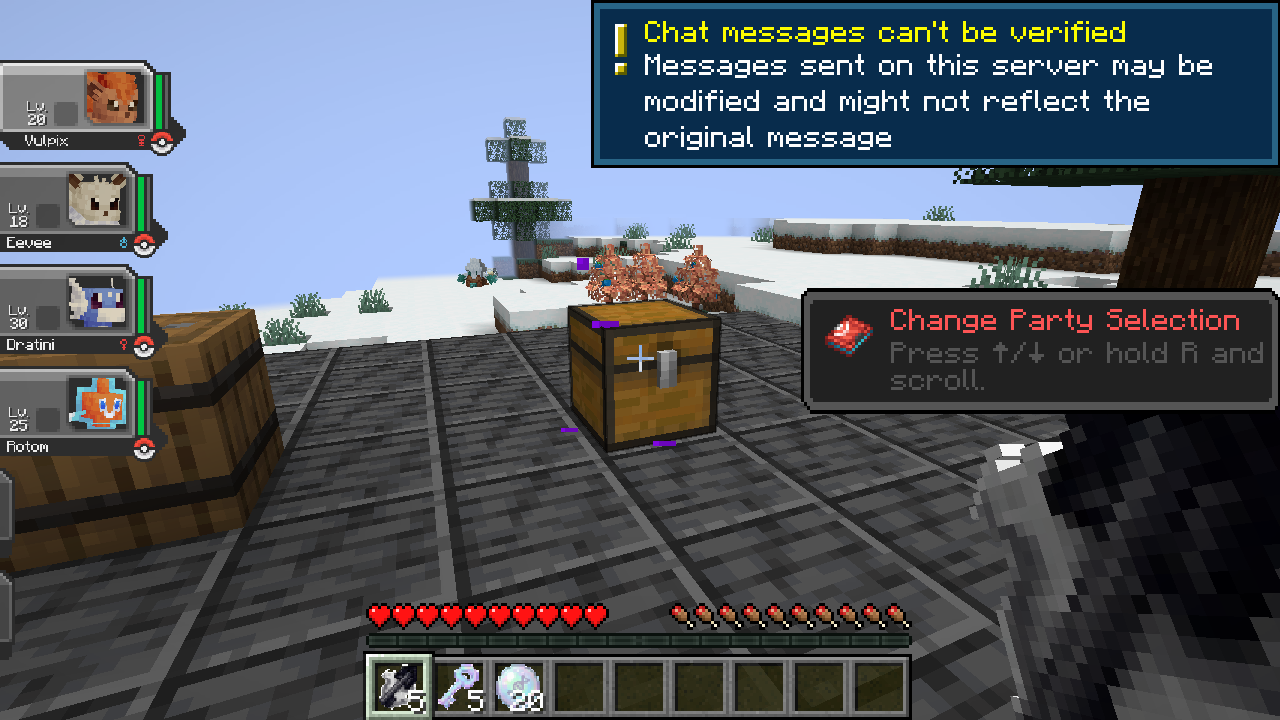 Chat messages can't be verified
Messages sent on this server may be
modified and might not reflect the
original message
Lv.
20
Vulpix
Lv.
18
Eevee
Lv.
30
Dratini
Lv.
25
Rotom
Change Party Selection
Press ↑/↓ or hold R and
scroll.
5
5
20